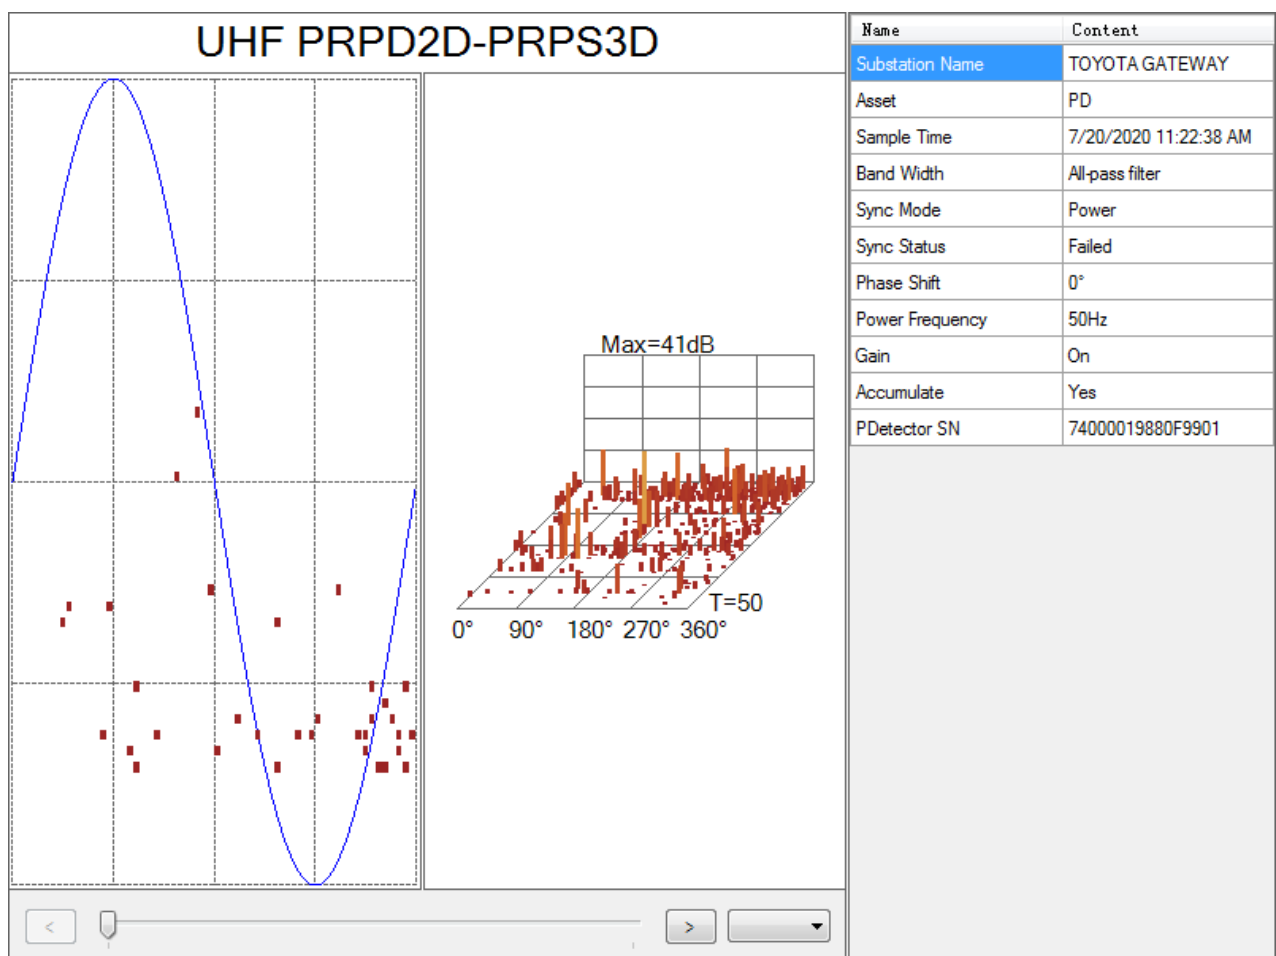 UHF PRPD2D-PRPS3D
Max=41dB
T=50
0° 90° 180° 270° 360°
< > 
Name Content
Substation Name TOYOTA GATEWAY
Asset PD
Sample Time 7/20/2020 11:22:38 AM
Band Width All-pass filter
Sync Mode Power
Sync Status Failed
Phase Shift 0°
Power Frequency 50Hz
Gain On
Accumulate Yes
PDetector SN 74000019880F9901